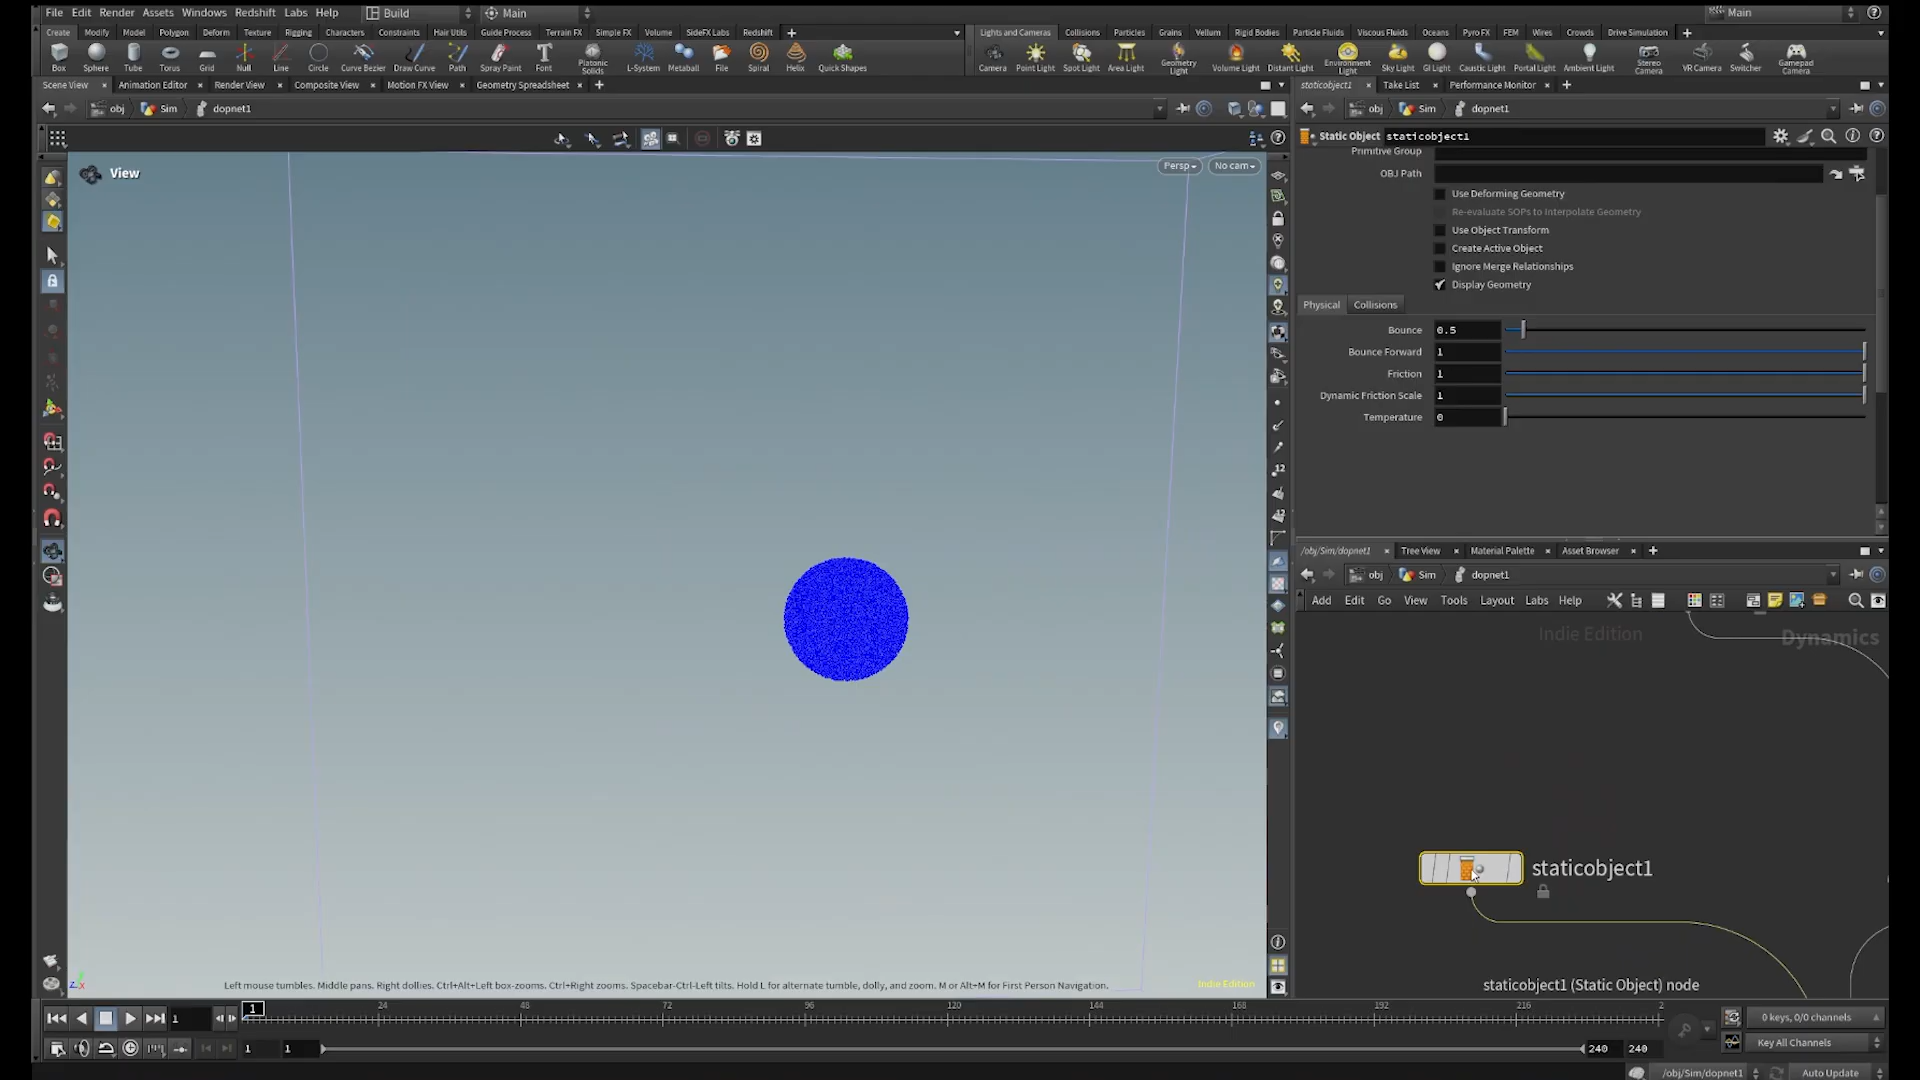 File Edit Render Assets Windows Redshift Labs Help Build Main Main
Create Modify Model Polygon Deform Texture Rigging Characters Constraints Hair Utils Guide Process Terrain FX Simple FX Volume SideFX Labs Redshift Lights and Cameras Collisions Particles Grains Vellum Rigid Bodies Particle Fluids Viscous Fluids Oceans Pyro FX FEM Wires Crowds Drive Simulation
Box Sphere Tube Torus Grid Null Line Circle Curve Bezier Draw Curve Path Spray Paint Font Platonic Solids L-System Metaball File Spiral Helix Quick Shapes Camera Point Light Spot Light Area Light Geometry Light Volume Light Distant Light Environment Light Sky Light GI Light Caustic Light Portal Light Ambient Light Stereo Camera VR Camera Switcher Gamepad Camera
Scene View Animation Editor Render View Composite View Motion FX View Geometry Spreadsheet staticobject1 Take List Performance Monitor
obj Sim dopnet1 obj Sim dopnet1
Static Object staticobject1
Primitive Group
View Persp No cam
OBJ Path
Use Deforming Geometry
Re-evaluate SOPs to Interpolate Geometry
Use Object Transform
Create Active Object
Ignore Merge Relationships
Display Geometry
Physical Collisions
Bounce 0.5
Bounce Forward 1
Friction 1
Dynamic Friction Scale 1
Temperature 0
12
/obj/Sim/dopnet1 Tree View Material Palette Asset Browser
obj Sim dopnet1
Add Edit Go View Tools Layout Labs Help
Indie Edition Dynamics
staticobject1
staticobject1 (Static Object) node
Left mouse tumbles. Middle pans. Right dollies. Ctrl+Alt+Left box-zooms. Ctrl+Right zooms. Spacebar-Ctrl-Left tilts. Hold L for alternate tumble, dolly, and zoom. M or Alt+M for First Person Navigation. Indie Edition
1 1 24 48 72 96 120 144 168 192 216 2 0 keys, 0/0 channels
1 1 240 240 Key All Channels
/obj/Sim/dopnet1 Auto Update